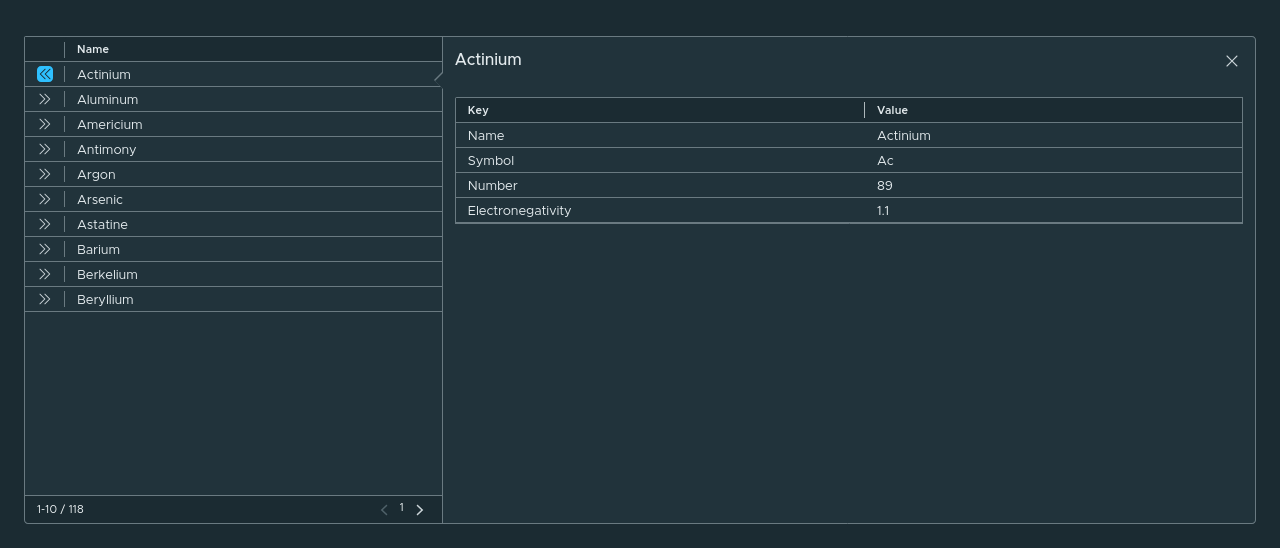 Name
Actinium
Aluminum
Americium
Antimony
Argon
Arsenic
Astatine
Barium
Berkelium
Beryllium
1-10 / 118
1
Actinium
Key Value
Name Actinium
Symbol Ac
Number 89
Electronegativity 1.1